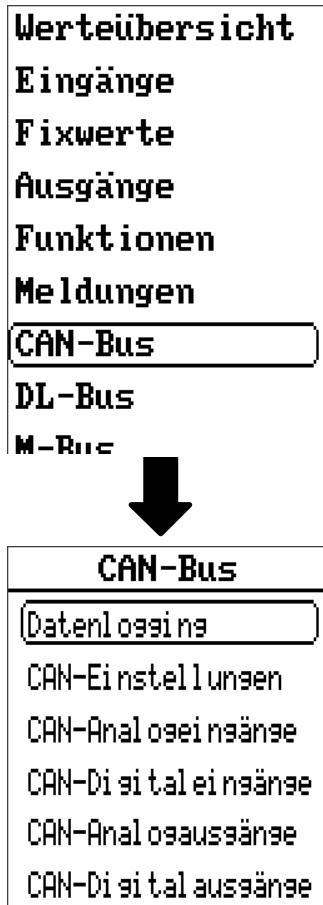 Werteübersicht
Eingänge
Fixwerte
Ausgänge
Funktionen
Meldungen
CAN-Bus
DL-Bus
M-Bus
CAN-Bus
Datenlogging
CAN-Einstellungen
CAN-Analogeingänge
CAN-Digitaleingänge
CAN-Analogausgänge
CAN-Digitalausgänge